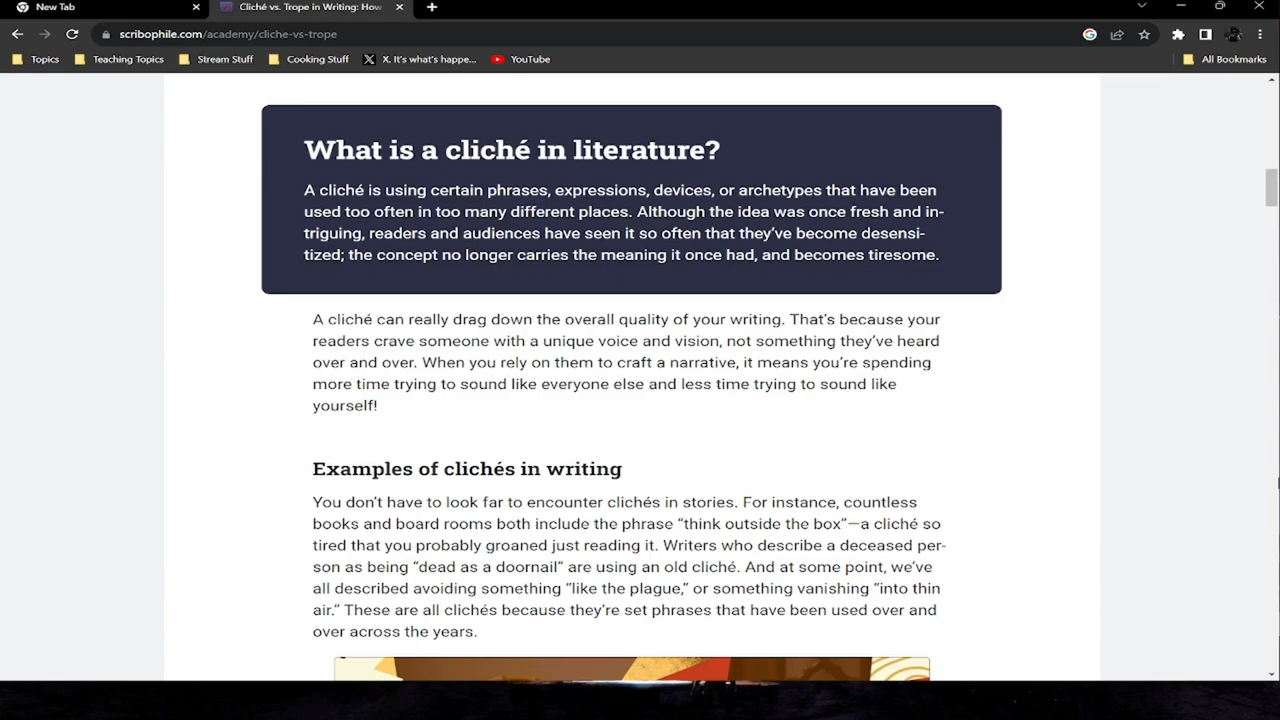 New Tab
Cliché vs. Trope in Writing: How
scribophile.com/academy/cliche-vs-trope
Topics
Teaching Topics
Stream Stuff
Cooking Stuff
X. It's what's happe...
YouTube
All Bookmarks
What is a cliché in literature?
A cliché is using certain phrases, expressions, devices, or archetypes that have been
used too often in too many different places. Although the idea was once fresh and in-
triguing, readers and audiences have seen it so often that they've become desensi-
tized; the concept no longer carries the meaning it once had, and becomes tiresome.
A cliché can really drag down the overall quality of your writing. That's because your
readers crave someone with a unique voice and vision, not something they've heard
over and over. When you rely on them to craft a narrative, it means you're spending
more time trying to sound like everyone else and less time trying to sound like
yourself!
Examples of clichés in writing
You don't have to look far to encounter clichés in stories. For instance, countless
books and board rooms both include the phrase “think outside the box”—a cliché so
tired that you probably groaned just reading it. Writers who describe a deceased per-
son as being “dead as a doornail” are using an old cliché. And at some point, we've
all described avoiding something “like the plague,” or something vanishing “into thin
air.” These are all clichés because they're set phrases that have been used over and
over across the years.